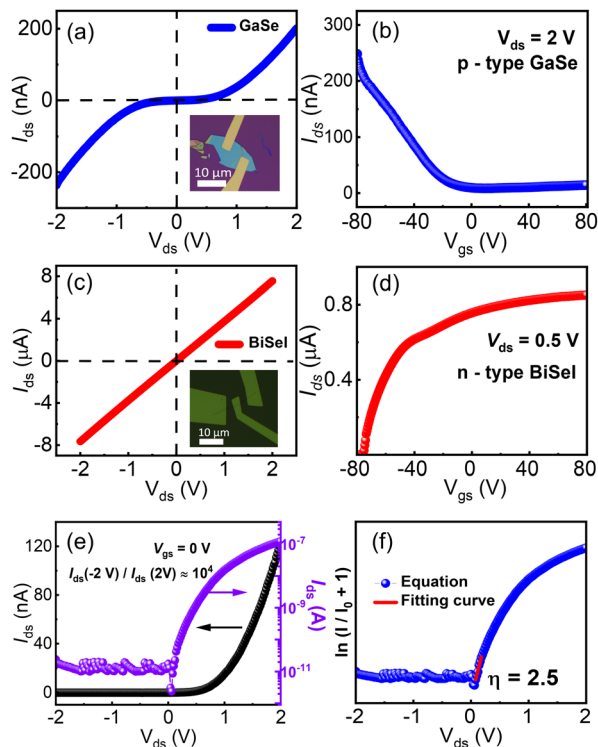 (a)
GaSe
200
0
-200
I_ds (nA)
10 μm
-2 -1 0 1 2
V_ds (V)
(b)
V_ds = 2 V
p - type GaSe
300
200
100
0
I_ds (nA)
-80 -40 0 40 80
V_gs (V)
(c)
BiSeI
8
4
0
-4
-8
I_ds (μA)
10 μm
-2 -1 0 1 2
V_ds (V)
(d)
V_ds = 0.5 V
n - type BiSeI
0.8
0.4
I_ds (μA)
-80 -40 0 40 80
V_gs (V)
(e)
V_gs = 0 V
I_ds(-2 V) / I_ds (2V) ≈ 10^4
120
80
40
0
I_ds (nA)
10^-7
10^-9
10^-11
I_ds (A)
-2 -1 0 1 2
V_ds (V)
(f)
Equation
Fitting curve
η = 2.5
ln (I / I_0 + 1)
-2 -1 0 1 2
V_ds (V)